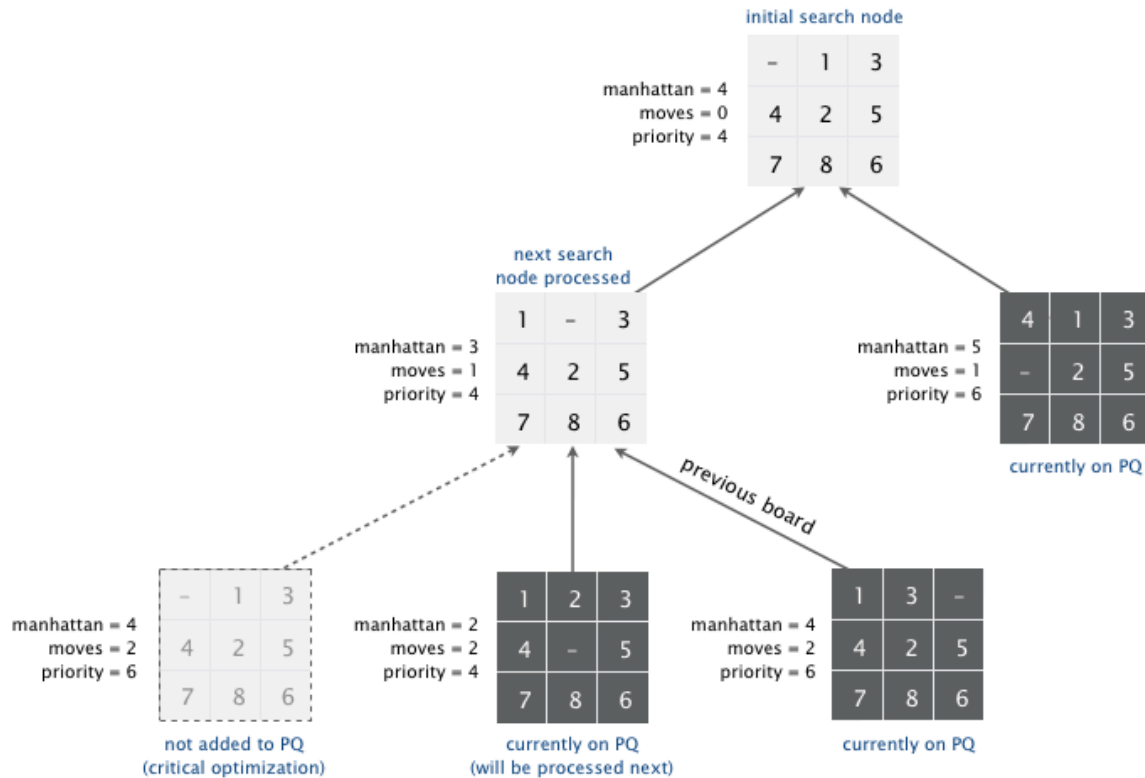 initial search node
- 1 3
manhattan = 4
moves = 0
4 2 5
priority = 4
7 8 6
next search
node processed
1 - 3
manhattan = 3
moves = 1
4 2 5
priority = 4
7 8 6
4 1 3
manhattan = 5
moves = 1
- 2 5
priority = 6
7 8 6
currently on PQ
previous board
- 1 3
manhattan = 4
moves = 2
4 2 5
priority = 6
7 8 6
not added to PQ
(critical optimization)
1 2 3
manhattan = 2
moves = 2
4 - 5
priority = 4
7 8 6
currently on PQ
(will be processed next)
1 3 -
manhattan = 4
moves = 2
4 2 5
priority = 6
7 8 6
currently on PQ